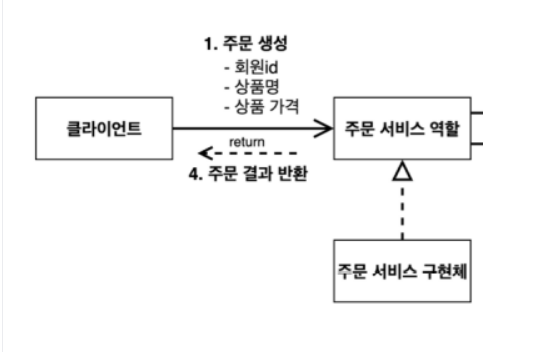 1. 주문 생성
- 회원id
- 상품명
- 상품 가격
클라이언트
주문 서비스 역할
return
4. 주문 결과 반환
주문 서비스 구현체